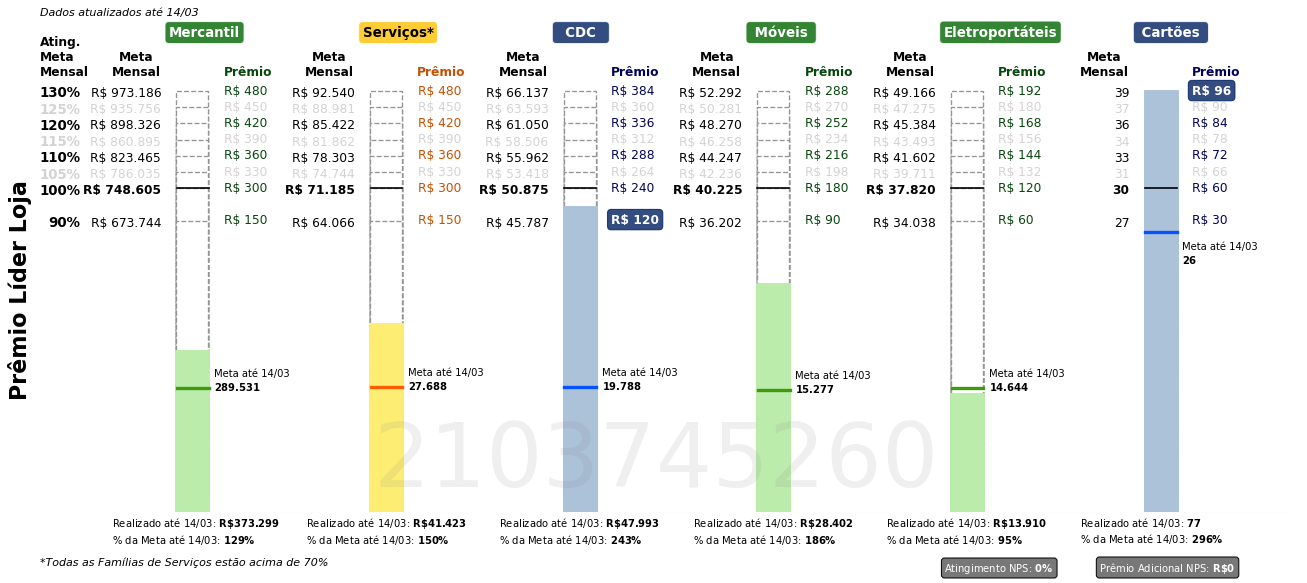 Dados atualizados até 14/03
Mercantil Serviços* CDC Móveis Eletroportáteis Cartões
Ating. Meta Mensal
Meta Mensal Prêmio Meta Mensal Prêmio Meta Mensal Prêmio Meta Mensal Prêmio Meta Mensal Prêmio Meta Mensal Prêmio
130% R$ 973.186 R$ 480 R$ 92.540 R$ 480 R$ 66.137 R$ 384 R$ 52.292 R$ 288 R$ 49.166 R$ 192 39 R$ 96
125% R$ 935.756 R$ 450 R$ 88.981 R$ 450 R$ 63.593 R$ 360 R$ 50.281 R$ 270 R$ 47.275 R$ 180 37 R$ 90
120% R$ 898.326 R$ 420 R$ 85.422 R$ 420 R$ 61.050 R$ 336 R$ 48.270 R$ 252 R$ 45.384 R$ 168 36 R$ 84
115% R$ 860.895 R$ 390 R$ 81.862 R$ 390 R$ 58.506 R$ 312 R$ 46.258 R$ 234 R$ 43.493 R$ 156 34 R$ 78
110% R$ 823.465 R$ 360 R$ 78.303 R$ 360 R$ 55.962 R$ 288 R$ 44.247 R$ 216 R$ 41.602 R$ 144 33 R$ 72
105% R$ 786.035 R$ 330 R$ 74.744 R$ 330 R$ 53.418 R$ 264 R$ 42.236 R$ 198 R$ 39.711 R$ 132 31 R$ 66
100% R$ 748.605 R$ 300 R$ 71.185 R$ 300 R$ 50.875 R$ 240 R$ 40.225 R$ 180 R$ 37.820 R$ 120 30 R$ 60
90% R$ 673.744 R$ 150 R$ 64.066 R$ 150 R$ 45.787 R$ 120 R$ 36.202 R$ 90 R$ 34.038 R$ 60 27 R$ 30
Prêmio Líder Loja
Meta até 14/03
26
Meta até 14/03 Meta até 14/03 Meta até 14/03 Meta até 14/03 Meta até 14/03
289.531 27.688 19.788 15.277 14.644
2103745260
Realizado até 14/03: R$373.299 Realizado até 14/03: R$41.423 Realizado até 14/03: R$47.993 Realizado até 14/03: R$28.402 Realizado até 14/03: R$13.910 Realizado até 14/03: 77
% da Meta até 14/03: 129% % da Meta até 14/03: 150% % da Meta até 14/03: 243% % da Meta até 14/03: 186% % da Meta até 14/03: 95% % da Meta até 14/03: 296%
*Todas as Famílias de Serviços estão acima de 70%
Atingimento NPS: 0% Prêmio Adicional NPS: R$0